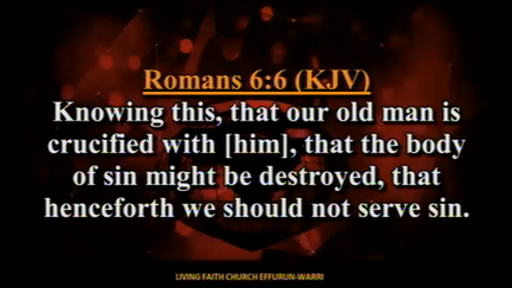 Romans 6:6 (KJV)
Knowing this, that our old man is
crucified with [him], that the body
of sin might be destroyed, that
henceforth we should not serve sin.
LIVING FAITH CHURCH EFFURUN-WARRI